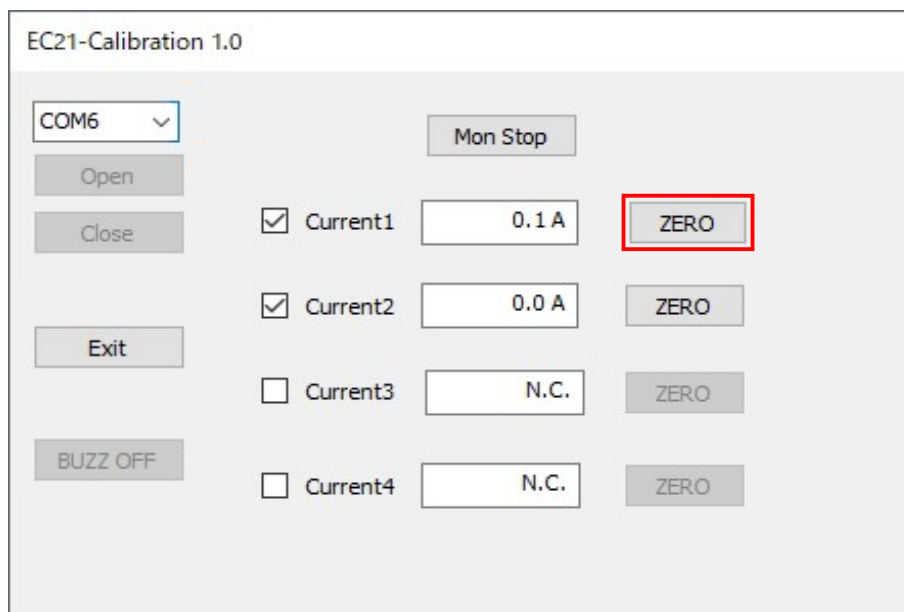 EC21-Calibration 1.0
COM6
Mon Stop
Open
Close
Current1 0.1 A ZERO
Current2 0.0 A ZERO
Exit
Current3 N.C. ZERO
BUZZ OFF
Current4 N.C. ZERO